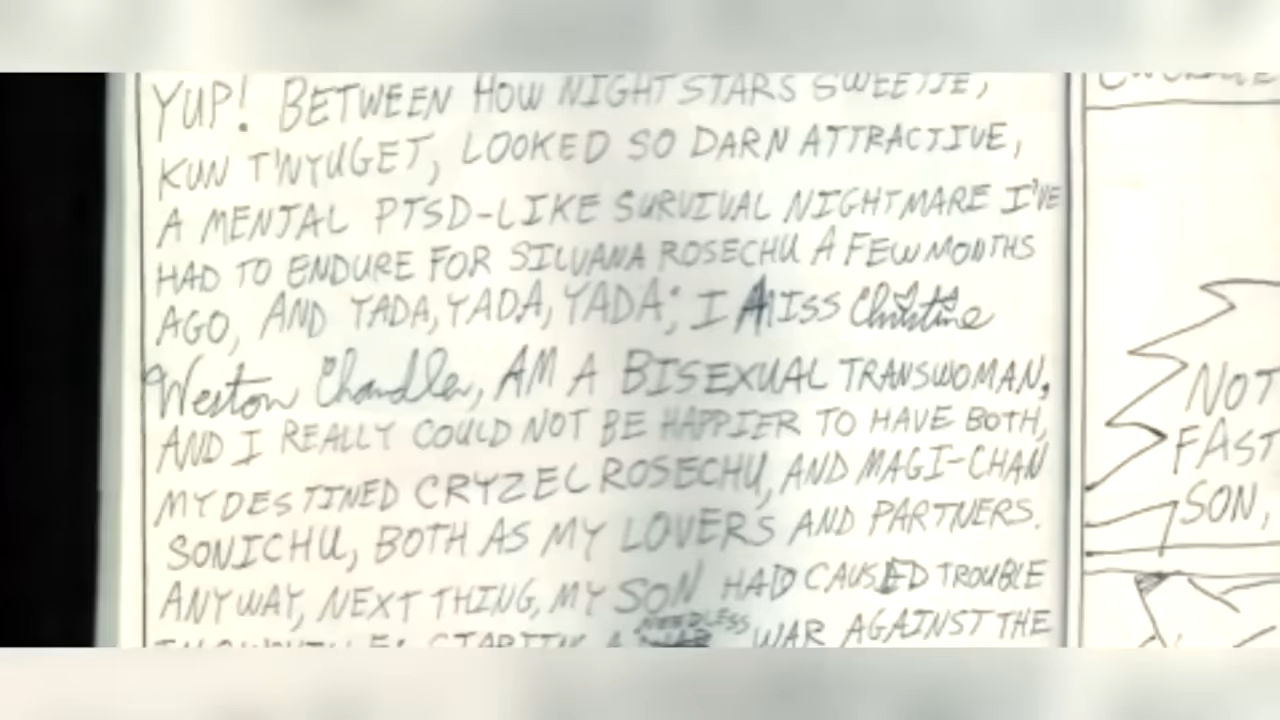 YUP! BETWEEN HOW NIGHTSTARS SWEETIE,
KUN T'NYUGET, LOOKED SO DARN ATTRACTIVE,
A MENTAL PTSD-LIKE SURVIVAL NIGHTMARE I'VE
HAD TO ENDURE FOR SILVANA ROSECHU A FEW MONTHS
AGO, AND YADA, YADA, YADA; I MISS Christine
Weston Chandler, AM A BISEXUAL TRANSWOMAN,
AND I REALLY COULD NOT BE HAPPIER TO HAVE BOTH,
MY DESTINED CRYZEL ROSECHU, AND MAGI-CHAN
SONICHU, BOTH AS MY LOVERS AND PARTNERS.
ANYWAY, NEXT THING, MY SON HAD CAUSED TROUBLE
NEEDLESS
WAR AGAINST THE
NOT
FAST
SON,